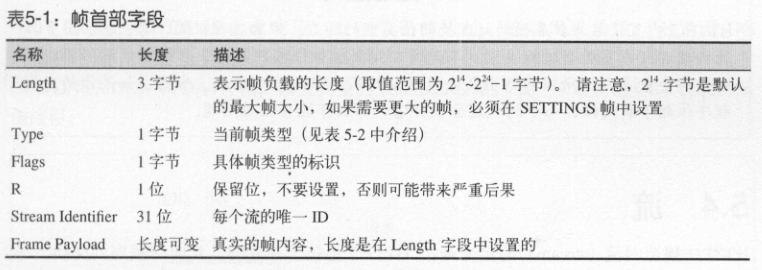 表5-1：帧首部字段
名称 长度 描述
Length 3 字节 表示帧负载的长度（取值范围为 2¹⁴~2²⁴−1 字节）。 请注意，2¹⁴ 字节是默认
的最大帧大小，如果需要更大的帧，必须在 SETTINGS 帧中设置
Type 1 字节 当前帧类型（见表 5-2 中介绍）
Flags 1 字节 具体帧类型的标识
R 1 位 保留位，不要设置，否则可能带来严重后果
Stream Identifier 31 位 每个流的唯一 ID
Frame Payload 长度可变 真实的帧内容，长度是在 Length 字段中设置的